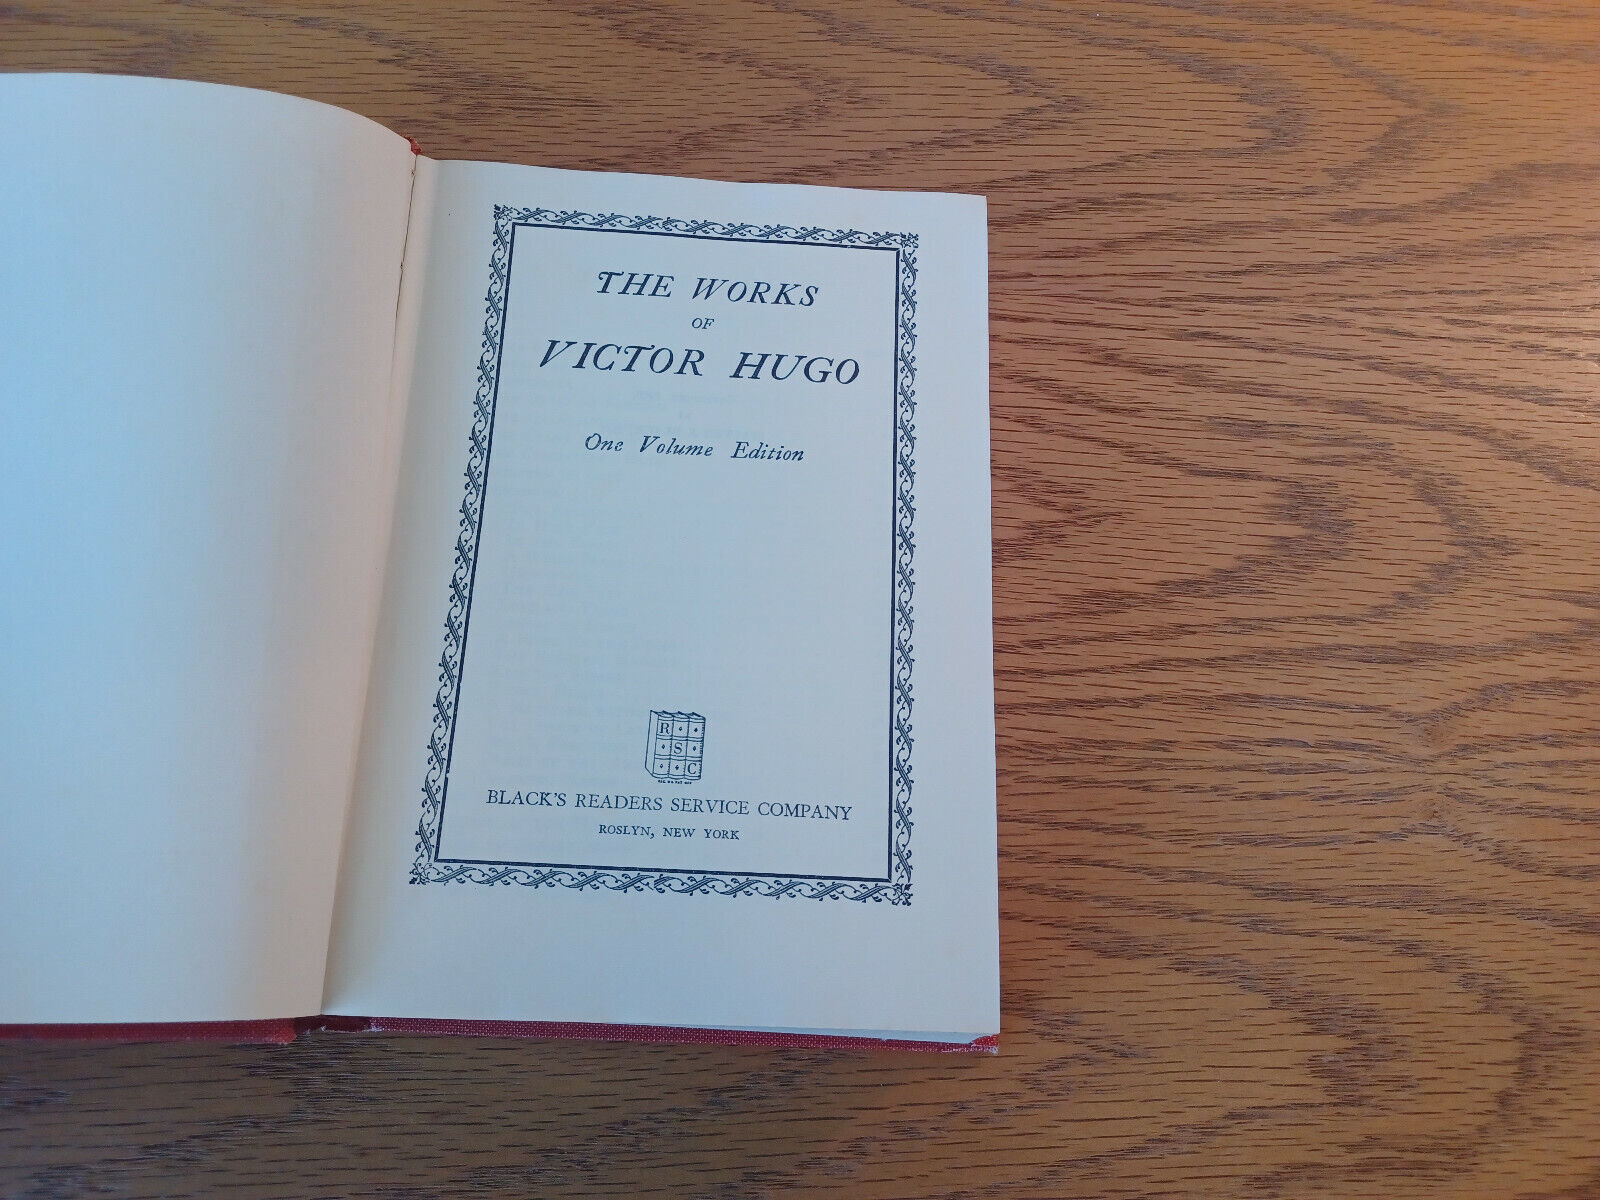 THE WORKS
OF
VICTOR HUGO
One Volume Edition
R
S
C
BLACK'S READERS SERVICE COMPANY
ROSLYN, NEW YORK